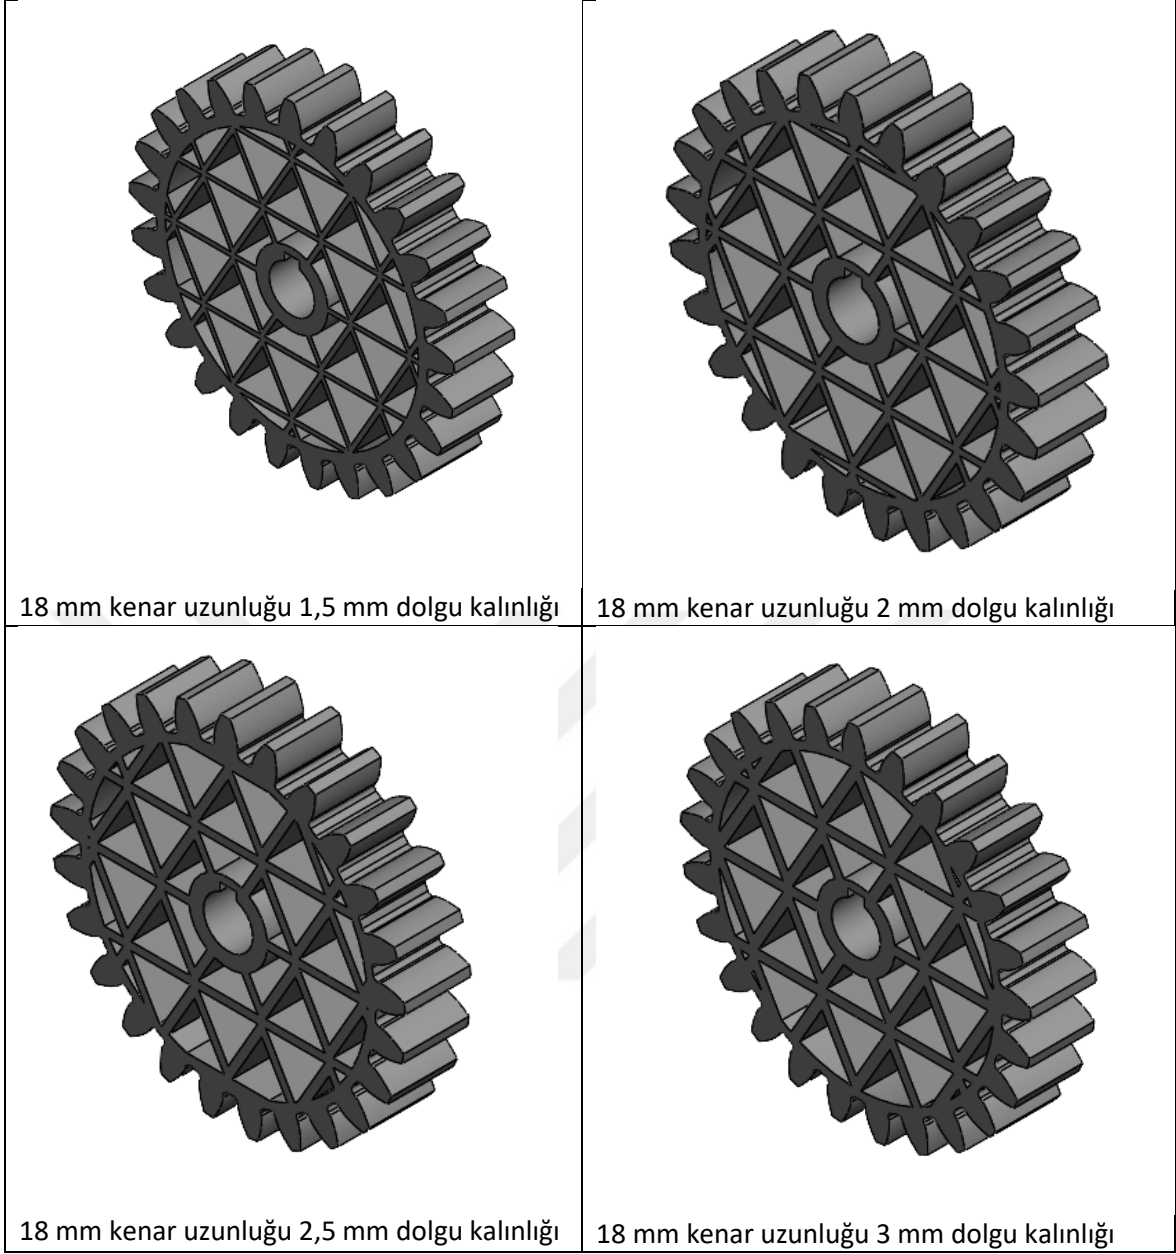 18 mm kenar uzunluğu 1,5 mm dolgu kalınlığı
18 mm kenar uzunluğu 2 mm dolgu kalınlığı
18 mm kenar uzunluğu 2,5 mm dolgu kalınlığı
18 mm kenar uzunluğu 3 mm dolgu kalınlığı